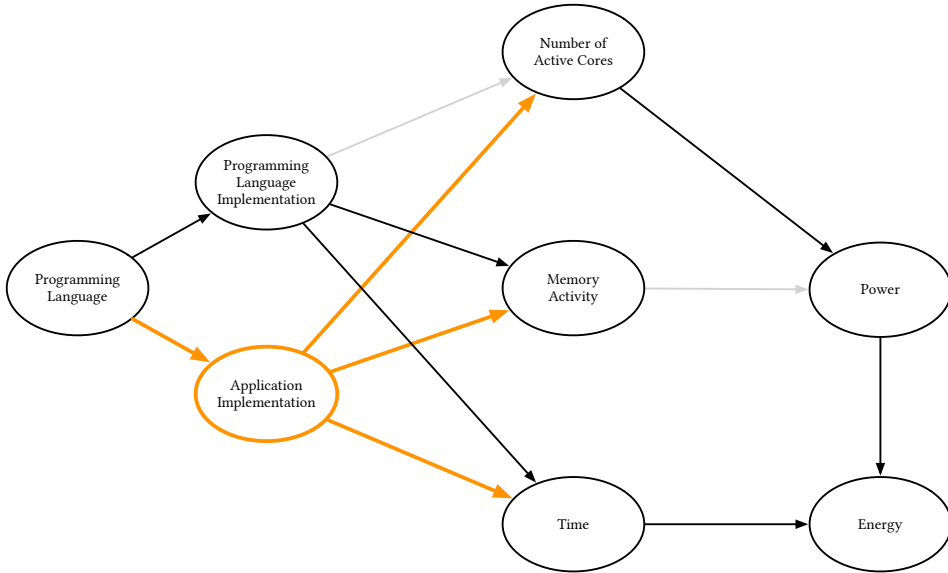 Number of
Active Cores
Programming
Language
Implementation
Programming
Language
Memory
Activity
Power
Application
Implementation
Time
Energy